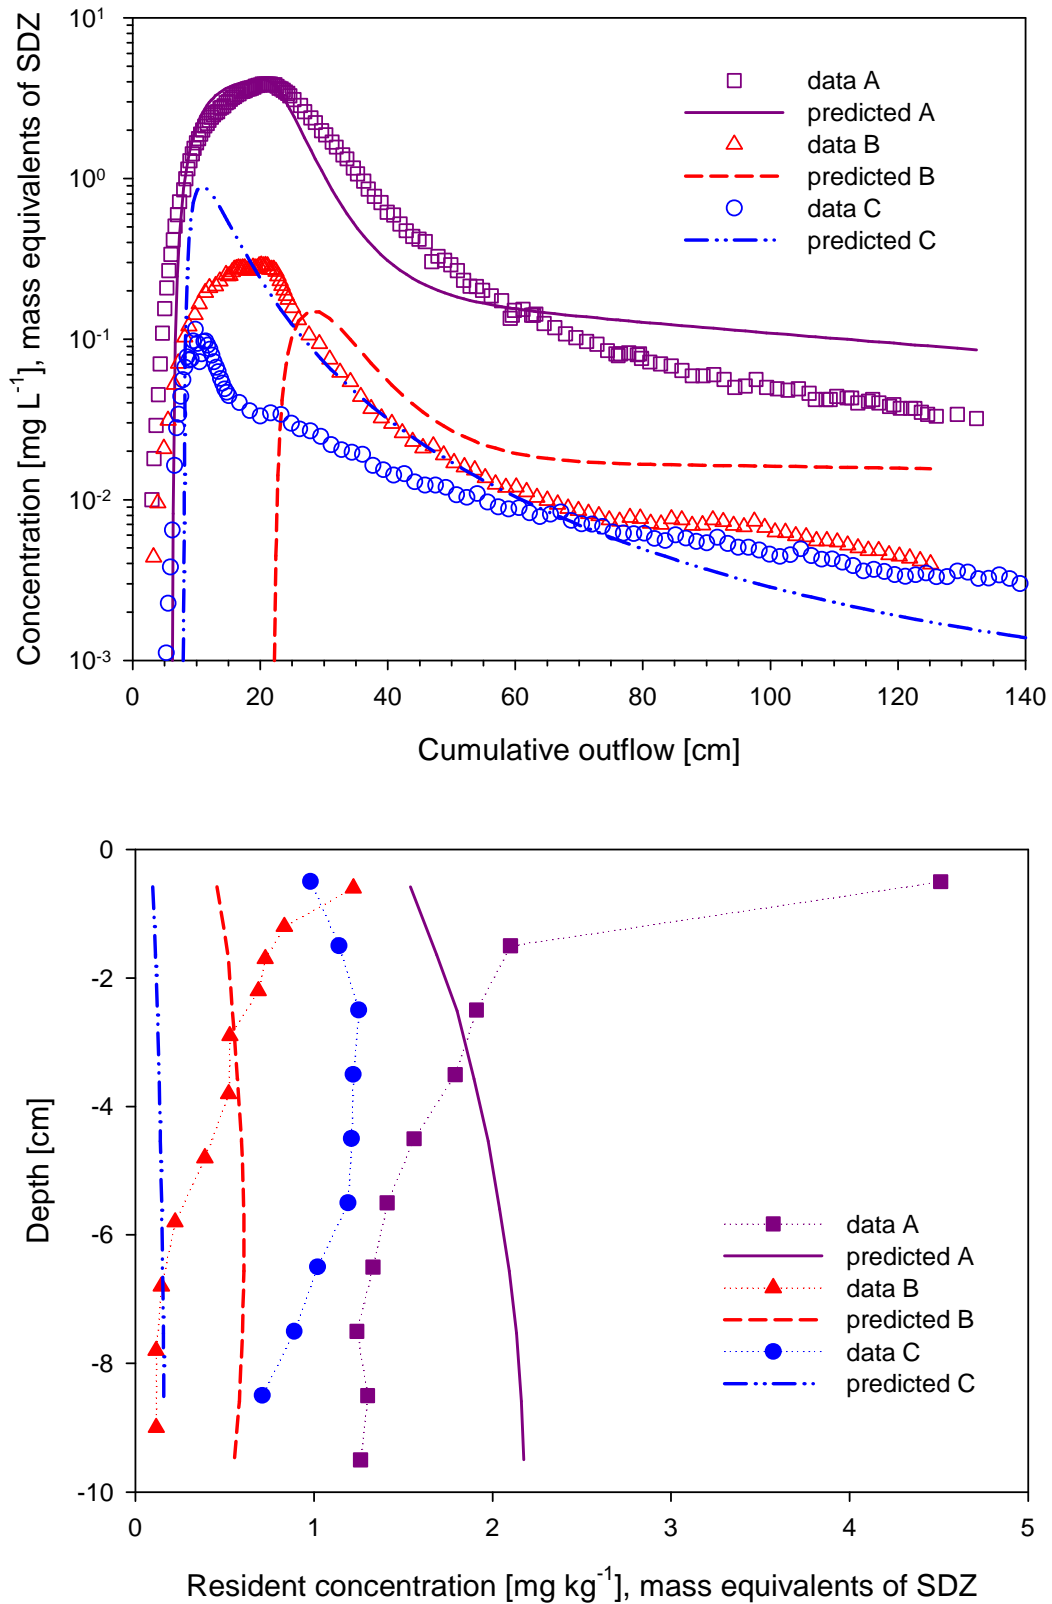 Concentration [mg L⁻¹], mass equivalents of SDZ
10¹
10⁰
10⁻¹
10⁻²
10⁻³
data A
predicted A
data B
predicted B
data C
predicted C
0 20 40 60 80 100 120 140
Cumulative outflow [cm]
Depth [cm]
0
-2
-4
-6
-8
-10
data A
predicted A
data B
predicted B
data C
predicted C
0 1 2 3 4 5
Resident concentration [mg kg⁻¹], mass equivalents of SDZ